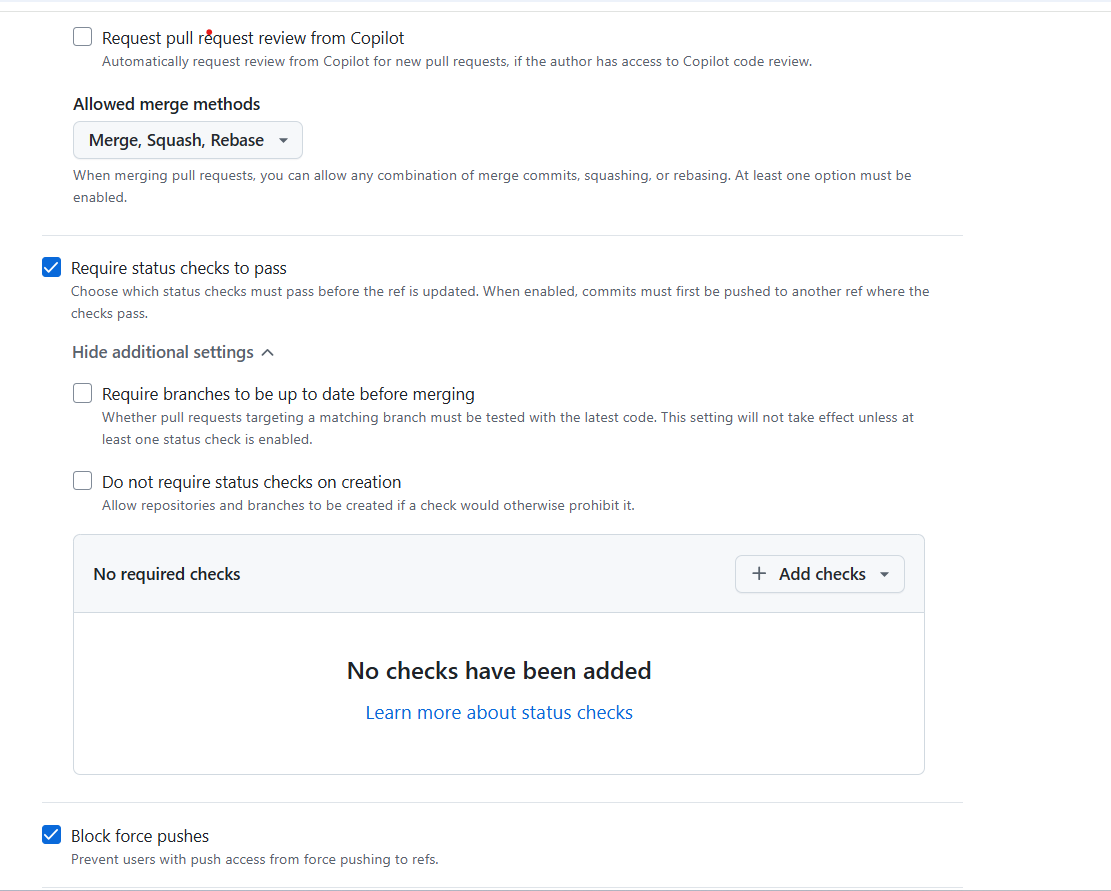 Request pull request review from Copilot
Automatically request review from Copilot for new pull requests, if the author has access to Copilot code review.
Allowed merge methods
Merge, Squash, Rebase
When merging pull requests, you can allow any combination of merge commits, squashing, or rebasing. At least one option must be
enabled.
Require status checks to pass
Choose which status checks must pass before the ref is updated. When enabled, commits must first be pushed to another ref where the
checks pass.
Hide additional settings
Require branches to be up to date before merging
Whether pull requests targeting a matching branch must be tested with the latest code. This setting will not take effect unless at
least one status check is enabled.
Do not require status checks on creation
Allow repositories and branches to be created if a check would otherwise prohibit it.
No required checks
Add checks
No checks have been added
Learn more about status checks
Block force pushes
Prevent users with push access from force pushing to refs.